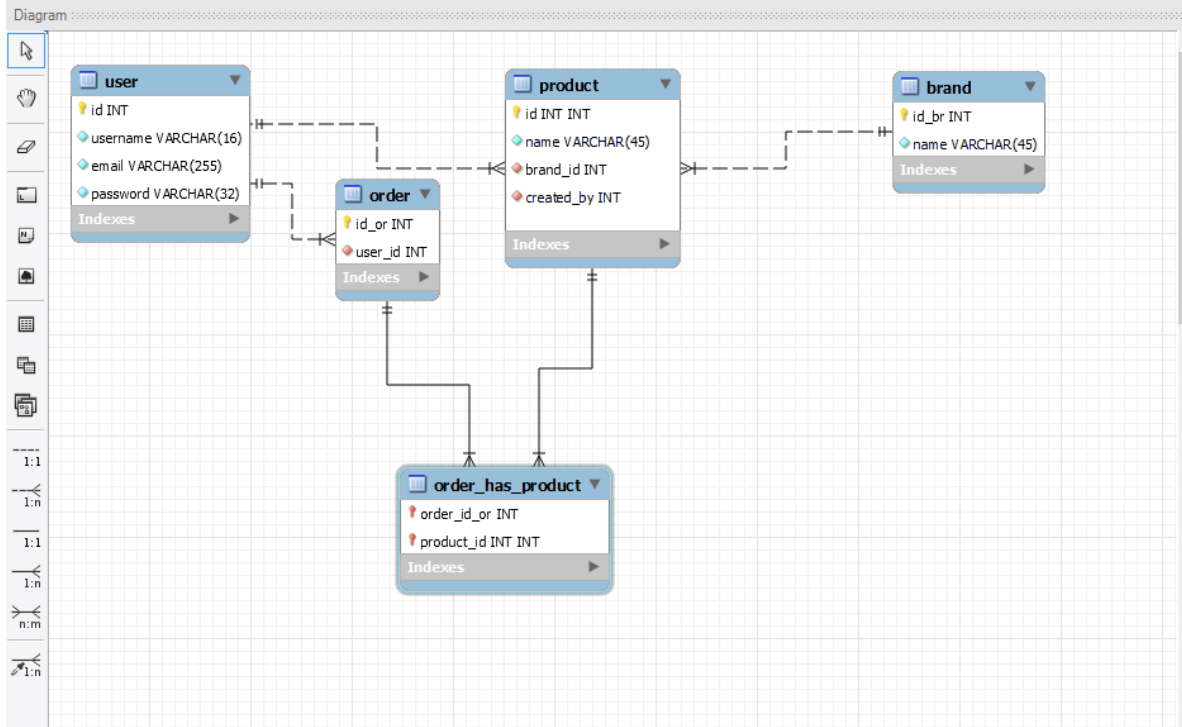 Diagram
user
id INT
username VARCHAR(16)
email VARCHAR(255)
password VARCHAR(32)
Indexes
order
id_or INT
user_id INT
Indexes
product
id INT INT
name VARCHAR(45)
brand_id INT
created_by INT
Indexes
brand
id_br INT
name VARCHAR(45)
Indexes
order_has_product
order_id_or INT
product_id INT INT
Indexes
1:1
1:n
1:1
1:n
n:m
1:n